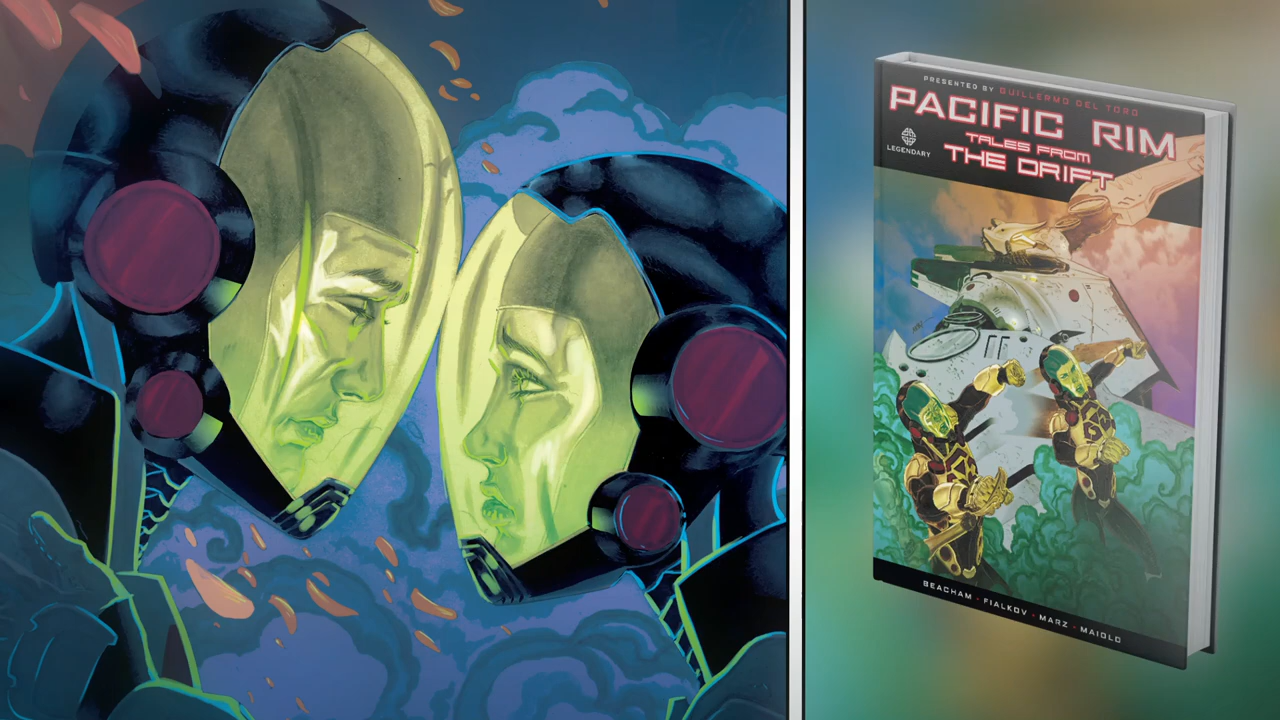 PRESENTED BY GUILLERMO DEL TORO
PACIFIC RIM
TALES FROM
THE DRIFT
LEGENDARY
BEACHAM · FIALKOV · MARZ · MAIOLO